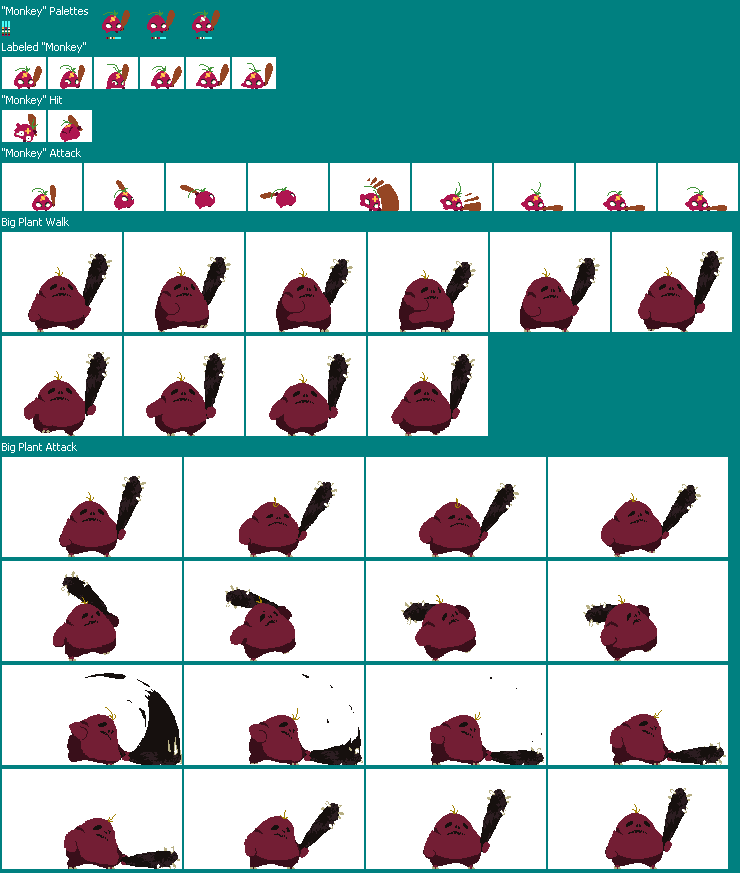 "Monkey" Palettes
Labeled "Monkey"
"Monkey" Hit
"Monkey" Attack
Big Plant Walk
Big Plant Attack